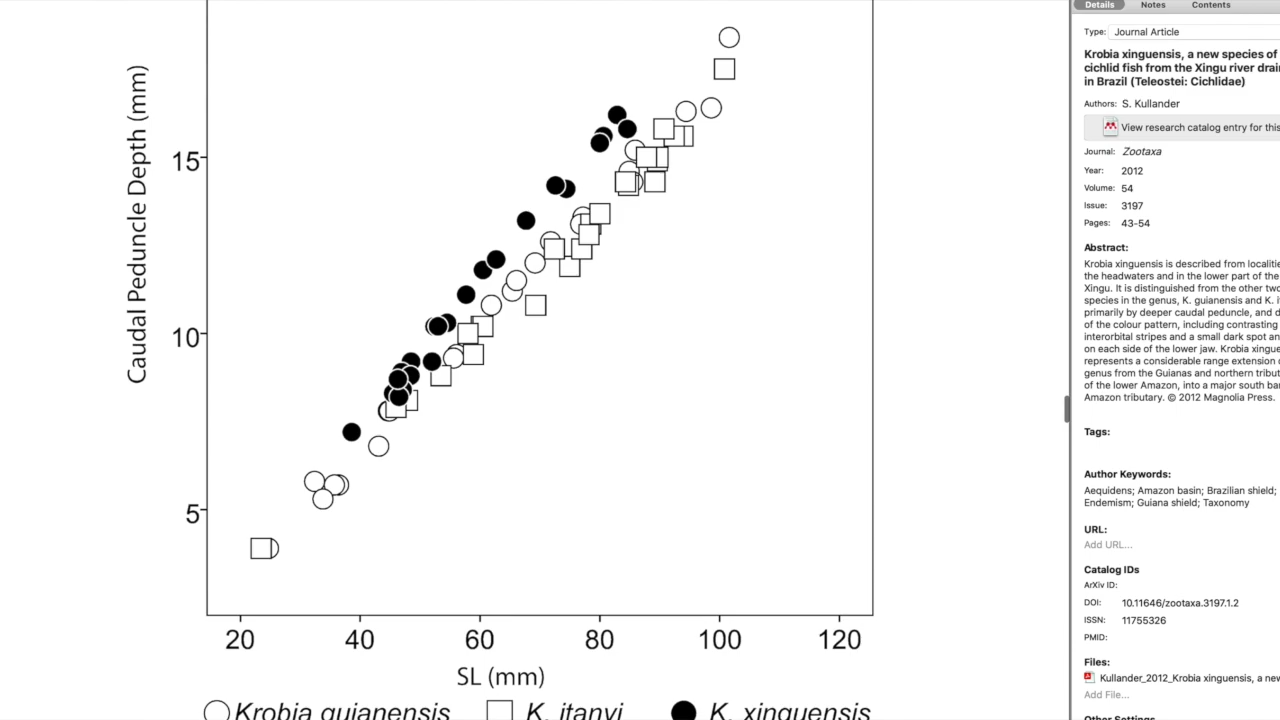 Caudal Peduncle Depth (mm)
15
10
5
20 40 60 80 100 120
SL (mm)
Krobia guianensis K. itanyi K. xinguensis
Details Notes Contents
Type: Journal Article
Krobia xinguensis, a new species of
cichlid fish from the Xingu river drai
in Brazil (Teleostei: Cichlidae)
Authors: S. Kullander
View research catalog entry for this
Journal: Zootaxa
Year: 2012
Volume: 54
Issue: 3197
Pages: 43-54
Abstract:
Krobia xinguensis is described from localitie
the headwaters and in the lower part of the
Xingu. It is distinguished from the other two
species in the genus, K. guianensis and K. it
primarily by deeper caudal peduncle, and d
of the colour pattern, including contrasting
interorbital stripes and a small dark spot an
on each side of the lower jaw. Krobia xingue
represents a considerable range extension o
genus from the Guianas and northern tribut
of the lower Amazon, into a major south ba
Amazon tributary. © 2012 Magnolia Press.
Tags:
Author Keywords:
Aequidens; Amazon basin; Brazilian shield;
Endemism; Guiana shield; Taxonomy
URL:
Add URL...
Catalog IDs
ArXiv ID:
DOI: 10.11646/zootaxa.3197.1.2
ISSN: 11755326
PMID:
Files:
Kullander_2012_Krobia xinguensis, a new
Add File...
Other Settings